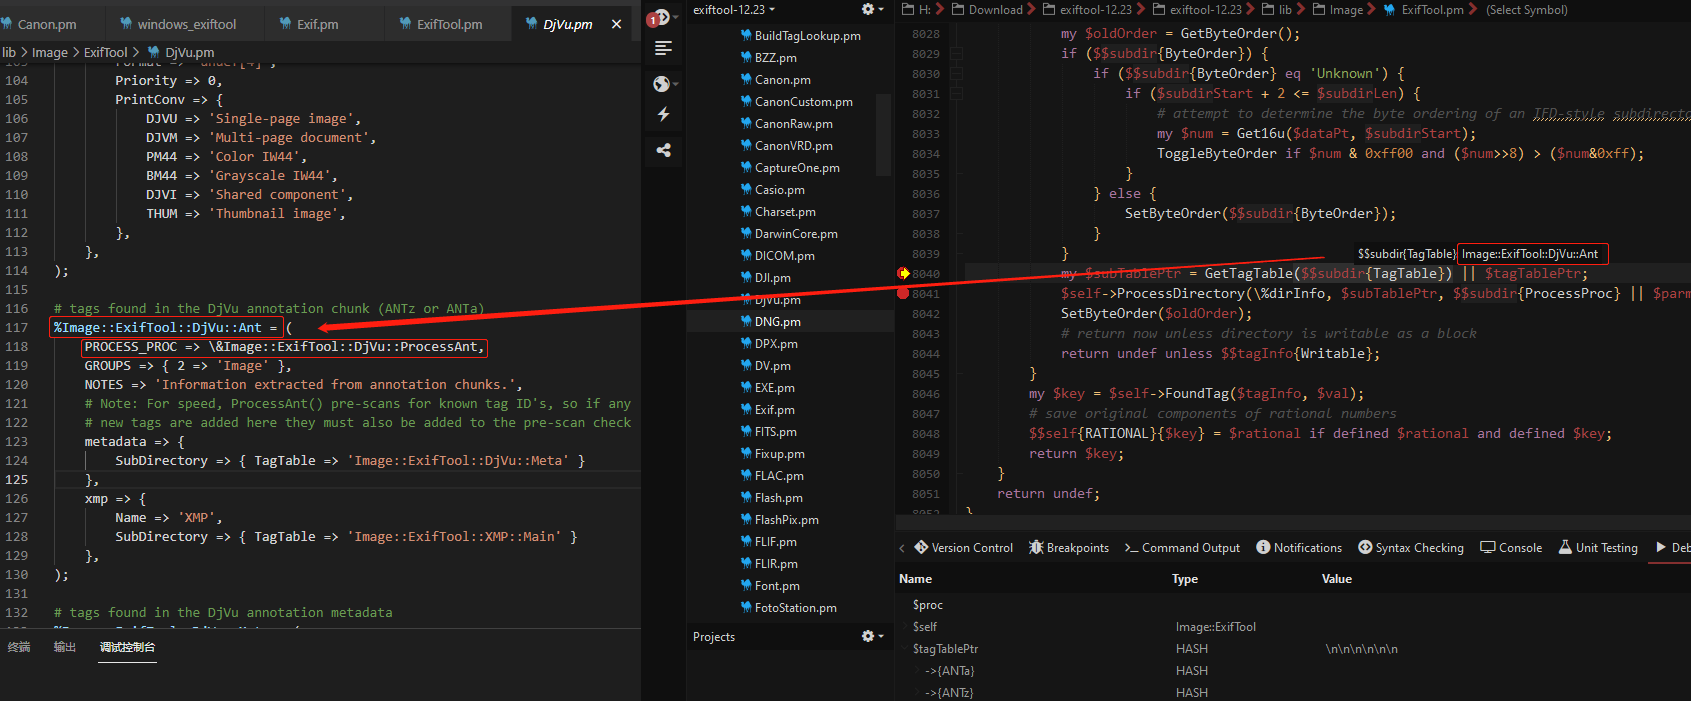 Canon.pm
windows_exiftool
Exif.pm
ExifTool.pm
DjVu.pm
lib > Image > ExifTool > DjVu.pm
104 Priority => 0,
105 PrintConv => {
106 DJVU => 'Single-page image',
107 DJVM => 'Multi-page document',
108 PM44 => 'Color IW44',
109 BM44 => 'Grayscale IW44',
110 DJVI => 'Shared component',
111 THUM => 'Thumbnail image',
112 },
113 },
114 );
115
116 # tags found in the DjVu annotation chunk (ANTz or ANTa)
117 %Image::ExifTool::DjVu::Ant = (
118 PROCESS_PROC => \&Image::ExifTool::DjVu::ProcessAnt,
119 GROUPS => { 2 => 'Image' },
120 NOTES => 'Information extracted from annotation chunks.',
121 # Note: For speed, ProcessAnt() pre-scans for known tag ID's, so if any
122 # new tags are added here they must also be added to the pre-scan check
123 metadata => {
124 SubDirectory => { TagTable => 'Image::ExifTool::DjVu::Meta' }
125 },
126 xmp => {
127 Name => 'XMP',
128 SubDirectory => { TagTable => 'Image::ExifTool::XMP::Main' }
129 },
130 );
131
132 # tags found in the DjVu annotation metadata
终端
输出
调试控制台
1
exiftool-12.23
BuildTagLookup.pm
BZZ.pm
Canon.pm
CanonCustom.pm
CanonRaw.pm
CanonVRD.pm
CaptureOne.pm
Casio.pm
Charset.pm
DarwinCore.pm
DICOM.pm
DJI.pm
DjVu.pm
DNG.pm
DPX.pm
DV.pm
EXE.pm
Exif.pm
FITS.pm
Fixup.pm
FLAC.pm
Flash.pm
FlashPix.pm
FLIF.pm
FLIR.pm
Font.pm
FotoStation.pm
Projects
H: > Download > exiftool-12.23 > exiftool-12.23 > lib > Image > ExifTool.pm > (Select Symbol)
8028 my $oldOrder = GetByteOrder();
8029 if ($$subdir{ByteOrder}) {
8030 if ($$subdir{ByteOrder} eq 'Unknown') {
8031 if ($subdirStart + 2 <= $subdirLen) {
8032 # attempt to determine the byte ordering of an IFD-style subdirecto
8033 my $num = Get16u($dataPt, $subdirStart);
8034 ToggleByteOrder if $num & 0xff00 and ($num>>8) > ($num&0xff);
8035 }
8036 } else {
8037 SetByteOrder($$subdir{ByteOrder});
8038 }
8039 }
$$subdir{TagTable} Image::ExifTool::DjVu::Ant
8040 my $subTablePtr = GetTagTable($$subdir{TagTable}) || $tagTablePtr;
8041 $self->ProcessDirectory(\%dirInfo, $subTablePtr, $$subdir{ProcessProc} || $parm
8042 SetByteOrder($oldOrder);
8043 # return now unless directory is writable as a block
8044 return undef unless $$tagInfo{Writable};
8045 }
8046 my $key = $self->FoundTag($tagInfo, $val);
8047 # save original components of rational numbers
8048 $$self{RATIONAL}{$key} = $rational if defined $rational and defined $key;
8049 return $key;
8050 }
8051 return undef;
8052 }
Version Control
Breakpoints
Command Output
Notifications
Syntax Checking
Console
Unit Testing
Deb
Name Type Value
$proc
$self Image::ExifTool
$tagTablePtr HASH \n\n\n\n\n\n
->{ANTa} HASH
->{ANTz} HASH